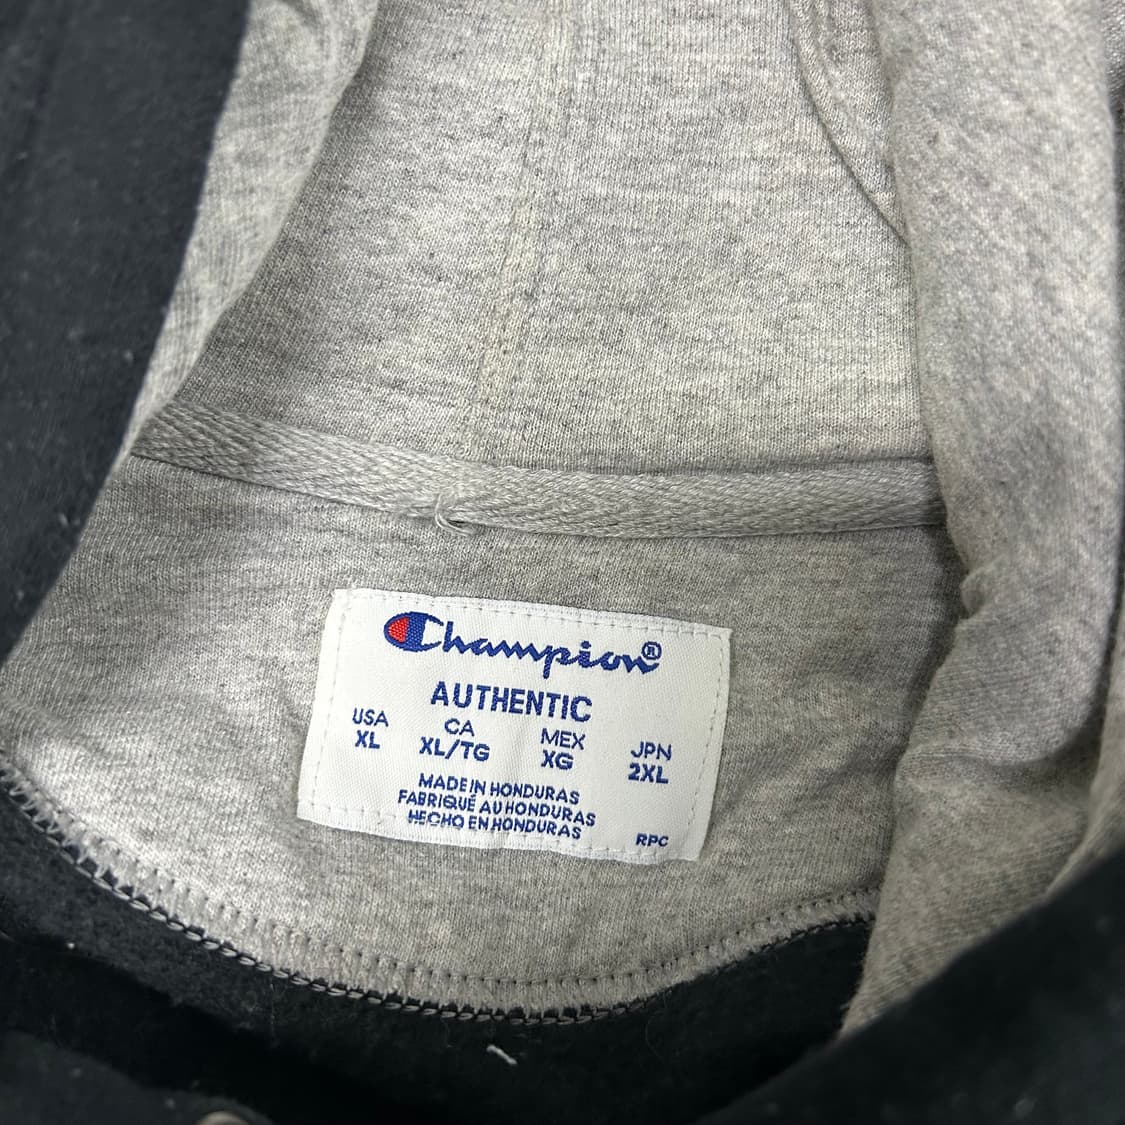 Champion®
AUTHENTIC
USA CA MEX JPN
XL XL/TG XG 2XL
MADE IN HONDURAS
FABRIQUÉ AU HONDURAS
HECHO EN HONDURAS
RPC